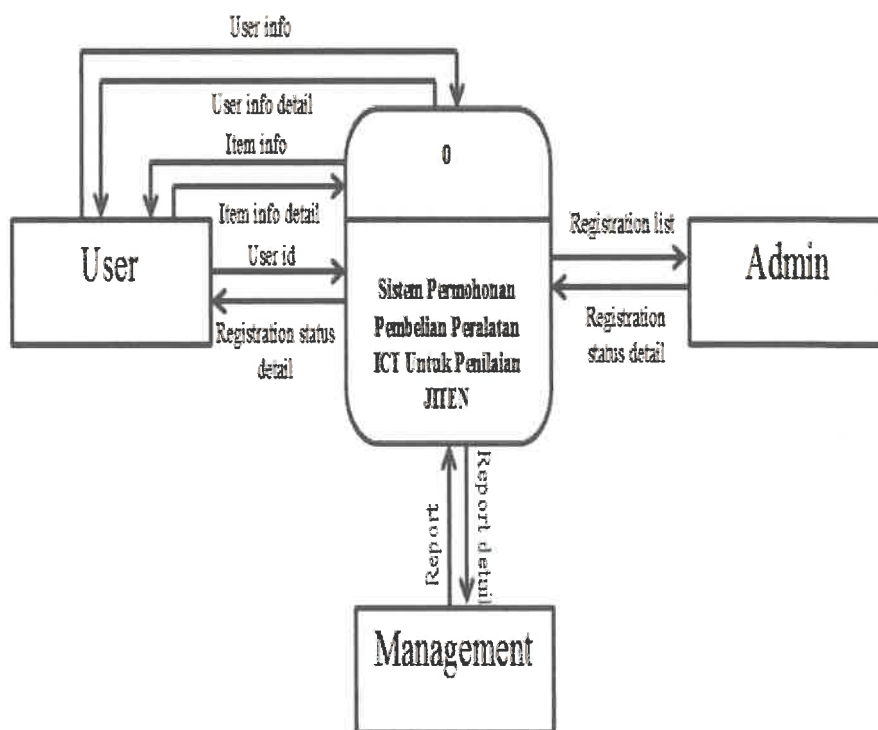 User info
User info detail
Item info
0
Item info detail
Registration list
User
User id
Admin
Sistem Permohonan
Pembelian Peralatan
ICT Untuk Penilaian
JITEN
Registration status
detail
Registration
status detail
Report
Report detail
Management